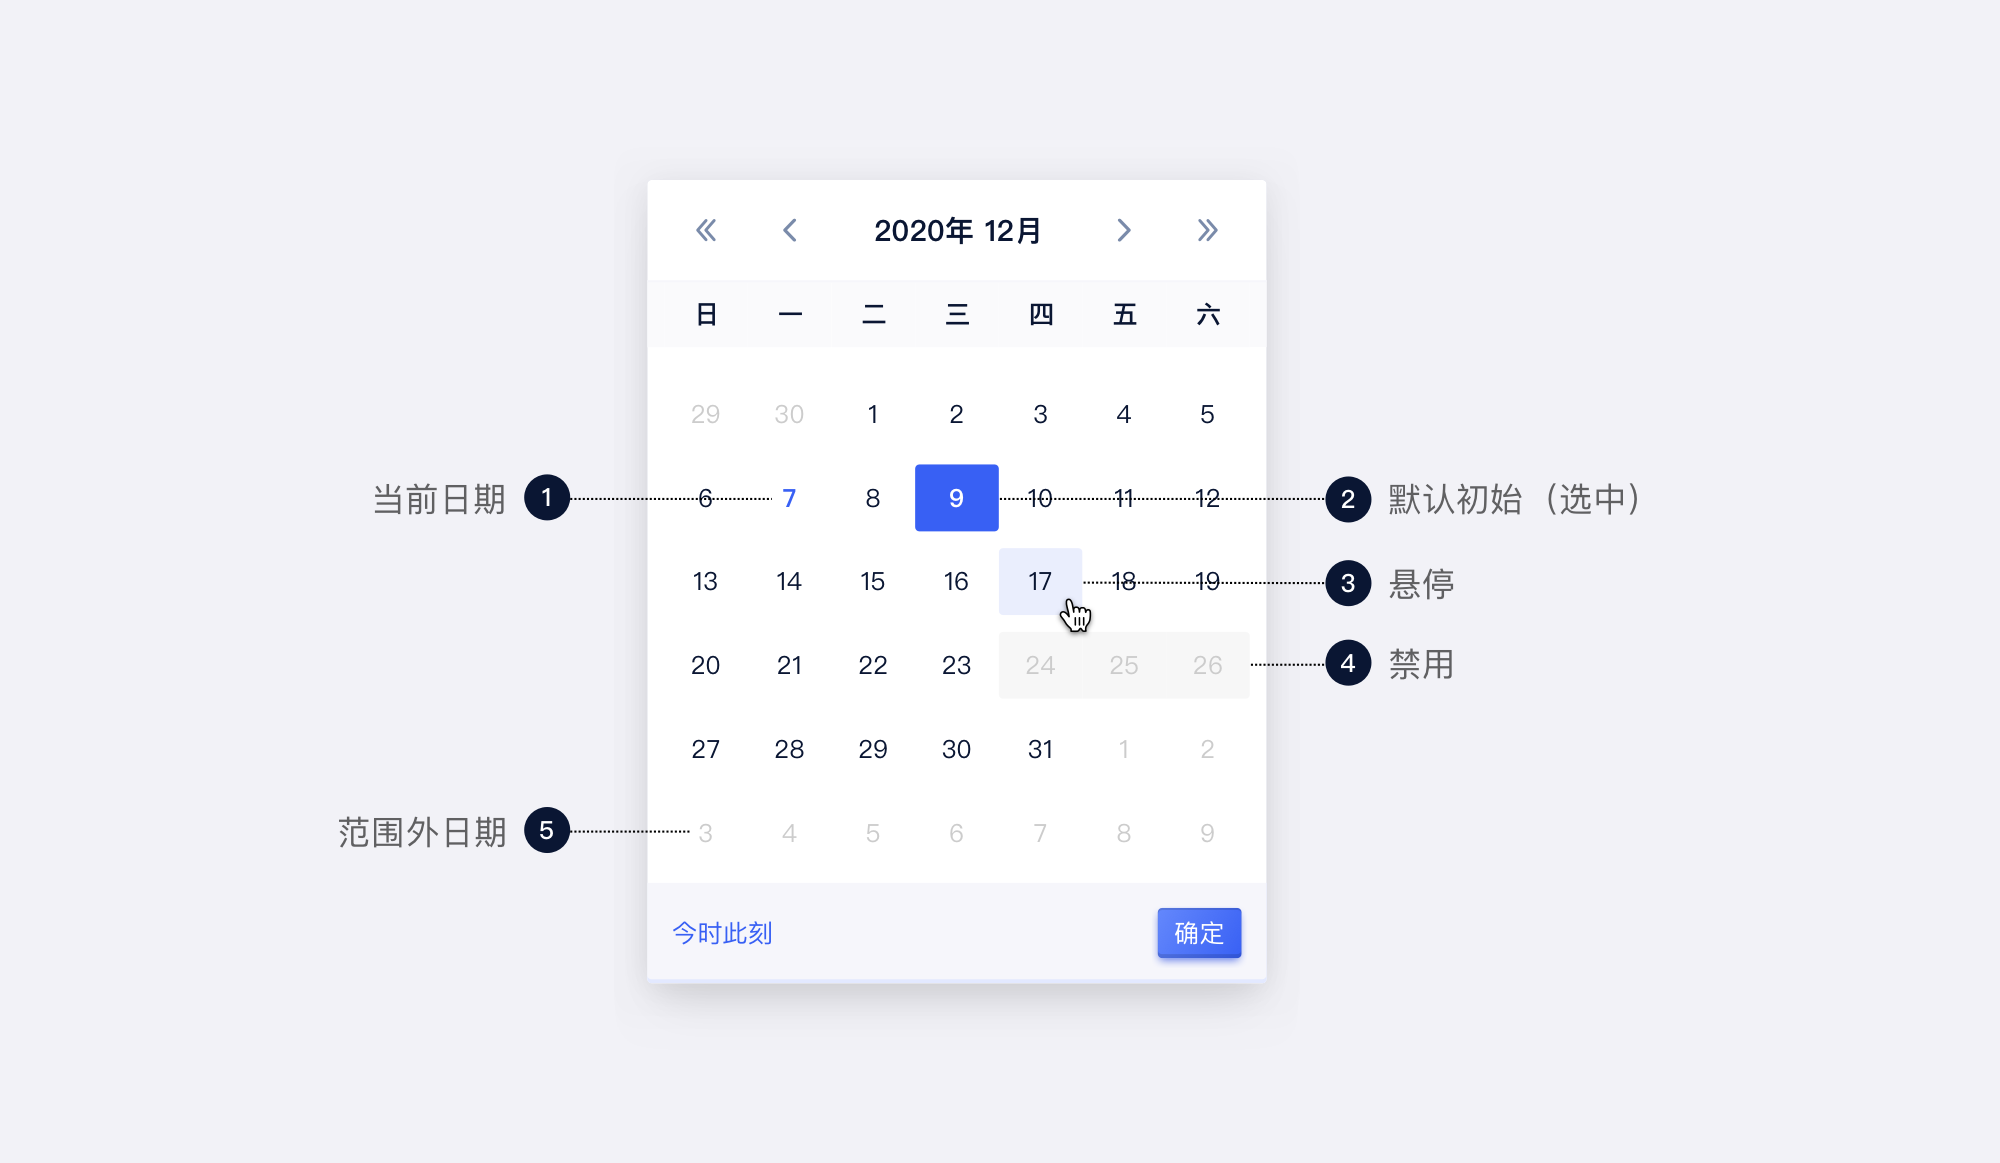 2020年 12月
日 一 二 三 四 五 六
29 30 1 2 3 4 5
当前日期 1 6 7 8 9 10 11 12 2 默认初始（选中）
13 14 15 16 17 18 19 3 悬停
20 21 22 23 24 25 26 4 禁用
27 28 29 30 31 1 2
范围外日期 5 3 4 5 6 7 8 9
今时此刻 确定